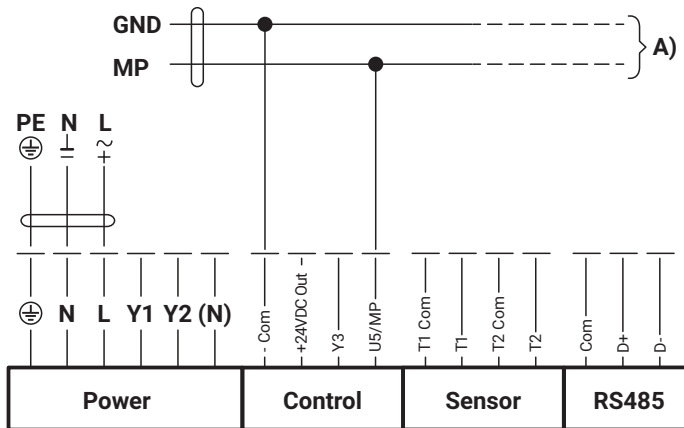 GND
A)
MP
PE N L
N L Y1 Y2 (N)
- Com
+24VDC Out -
Y3
U5/MP
T1 Com
T1
T2 Com
T2
Com
D+
D-
Power Control Sensor RS485